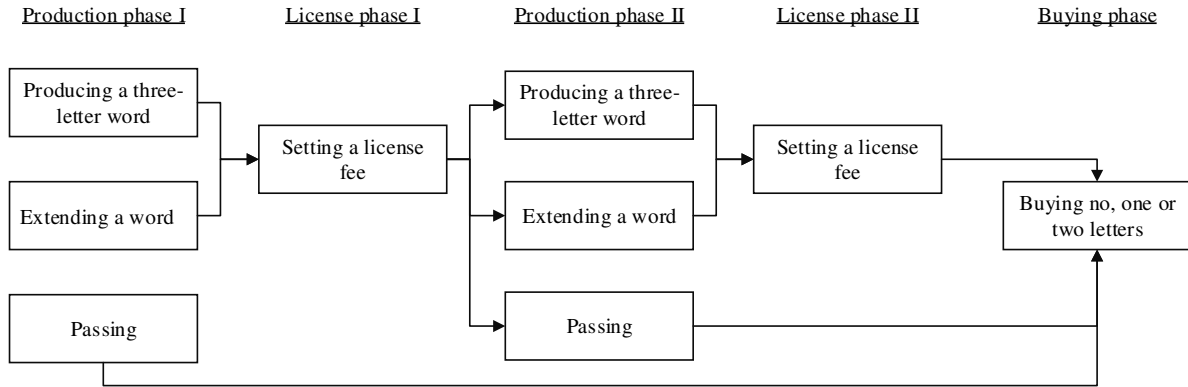 Production phase I
License phase I
Production phase II
License phase II
Buying phase
Producing a three-
letter word
Setting a license
fee
Extending a word
Passing
Producing a three-
letter word
Extending a word
Passing
Setting a license
fee
Buying no, one or
two letters